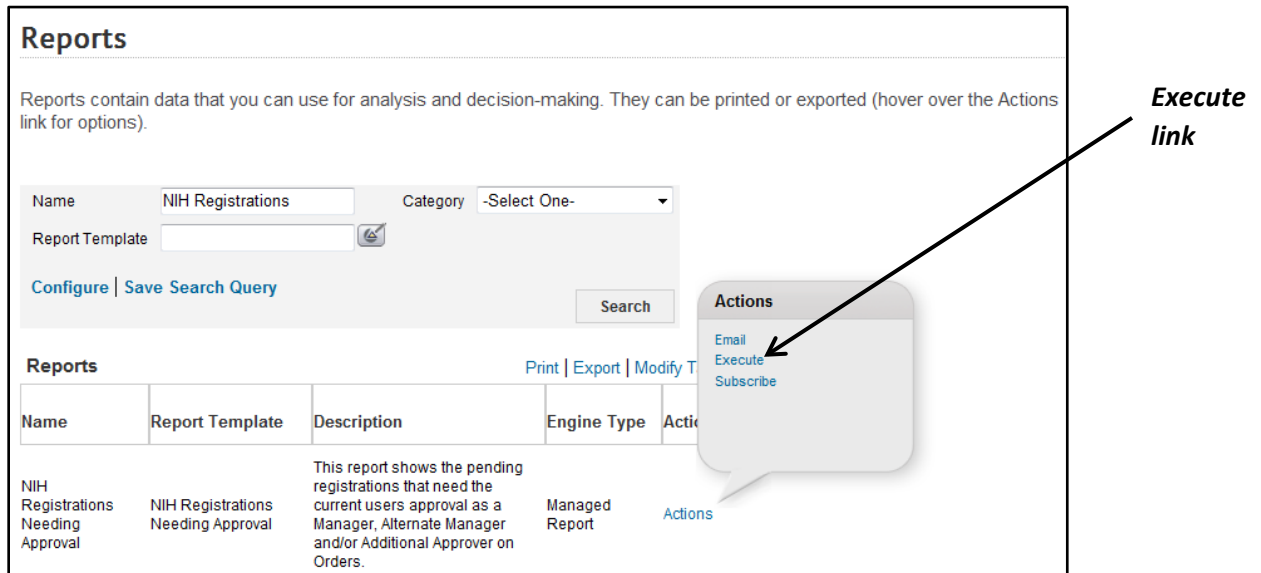 Reports
Reports contain data that you can use for analysis and decision-making. They can be printed or exported (hover over the Actions
link for options).
Execute
link
Name NIH Registrations Category -Select One-
Report Template
Configure | Save Search Query
Search
Actions
Email
Execute
Subscribe
Reports Print | Export | Modify T
Name Report Template Description Engine Type Actio
This report shows the pending
NIH registrations that need the
Registrations NIH Registrations current users approval as a Managed
Needing Needing Approval Manager, Alternate Manager Report Actions
Approval and/or Additional Approver on
Orders.